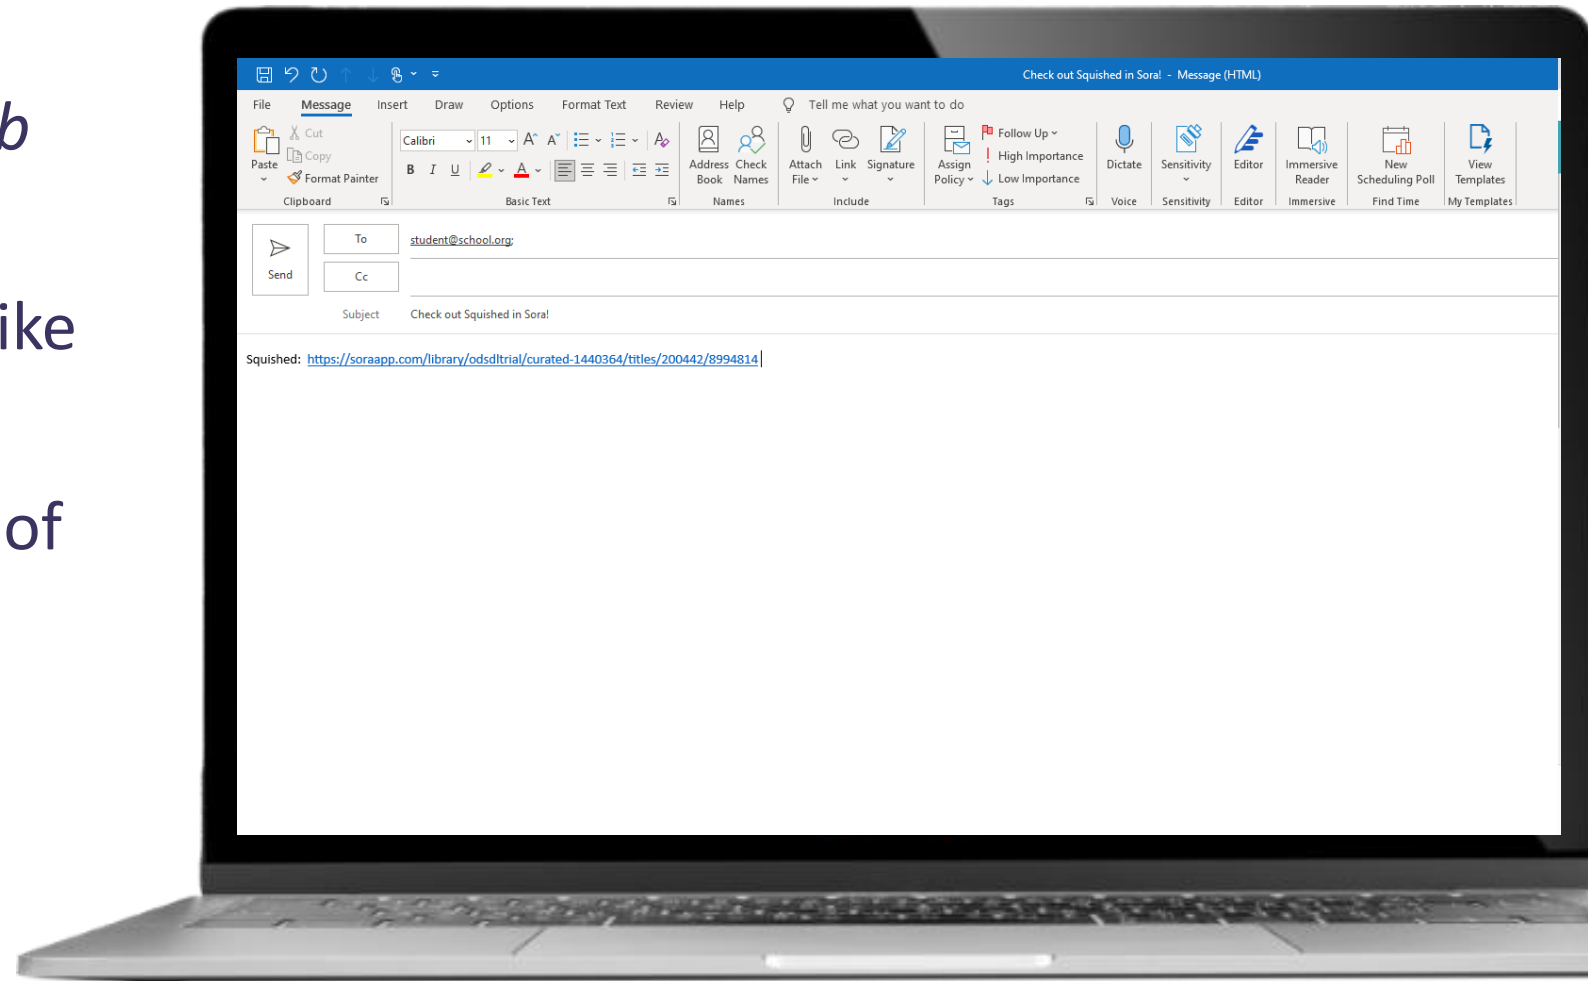 b
ike
of
Check out Squished in Sora! - Message (HTML)
File Message Insert Draw Options Format Text Review Help Tell me what you want to do
Paste
Cut
Copy
Format Painter
Clipboard
Calibri 11
B I U A
Basic Text
Address Book
Check Names
Names
Attach File
Link
Signature
Include
Assign Policy
Follow Up
High Importance
Low Importance
Tags
Dictate
Voice
Sensitivity
Sensitivity
Editor
Editor
Immersive Reader
Immersive
New Scheduling Poll
Find Time
View Templates
My Templates
Send
To student@school.org;
Cc
Subject Check out Squished in Sora!
Squished: https://soraapp.com/library/odsdltrial/curated-1440364/titles/200442/8994814